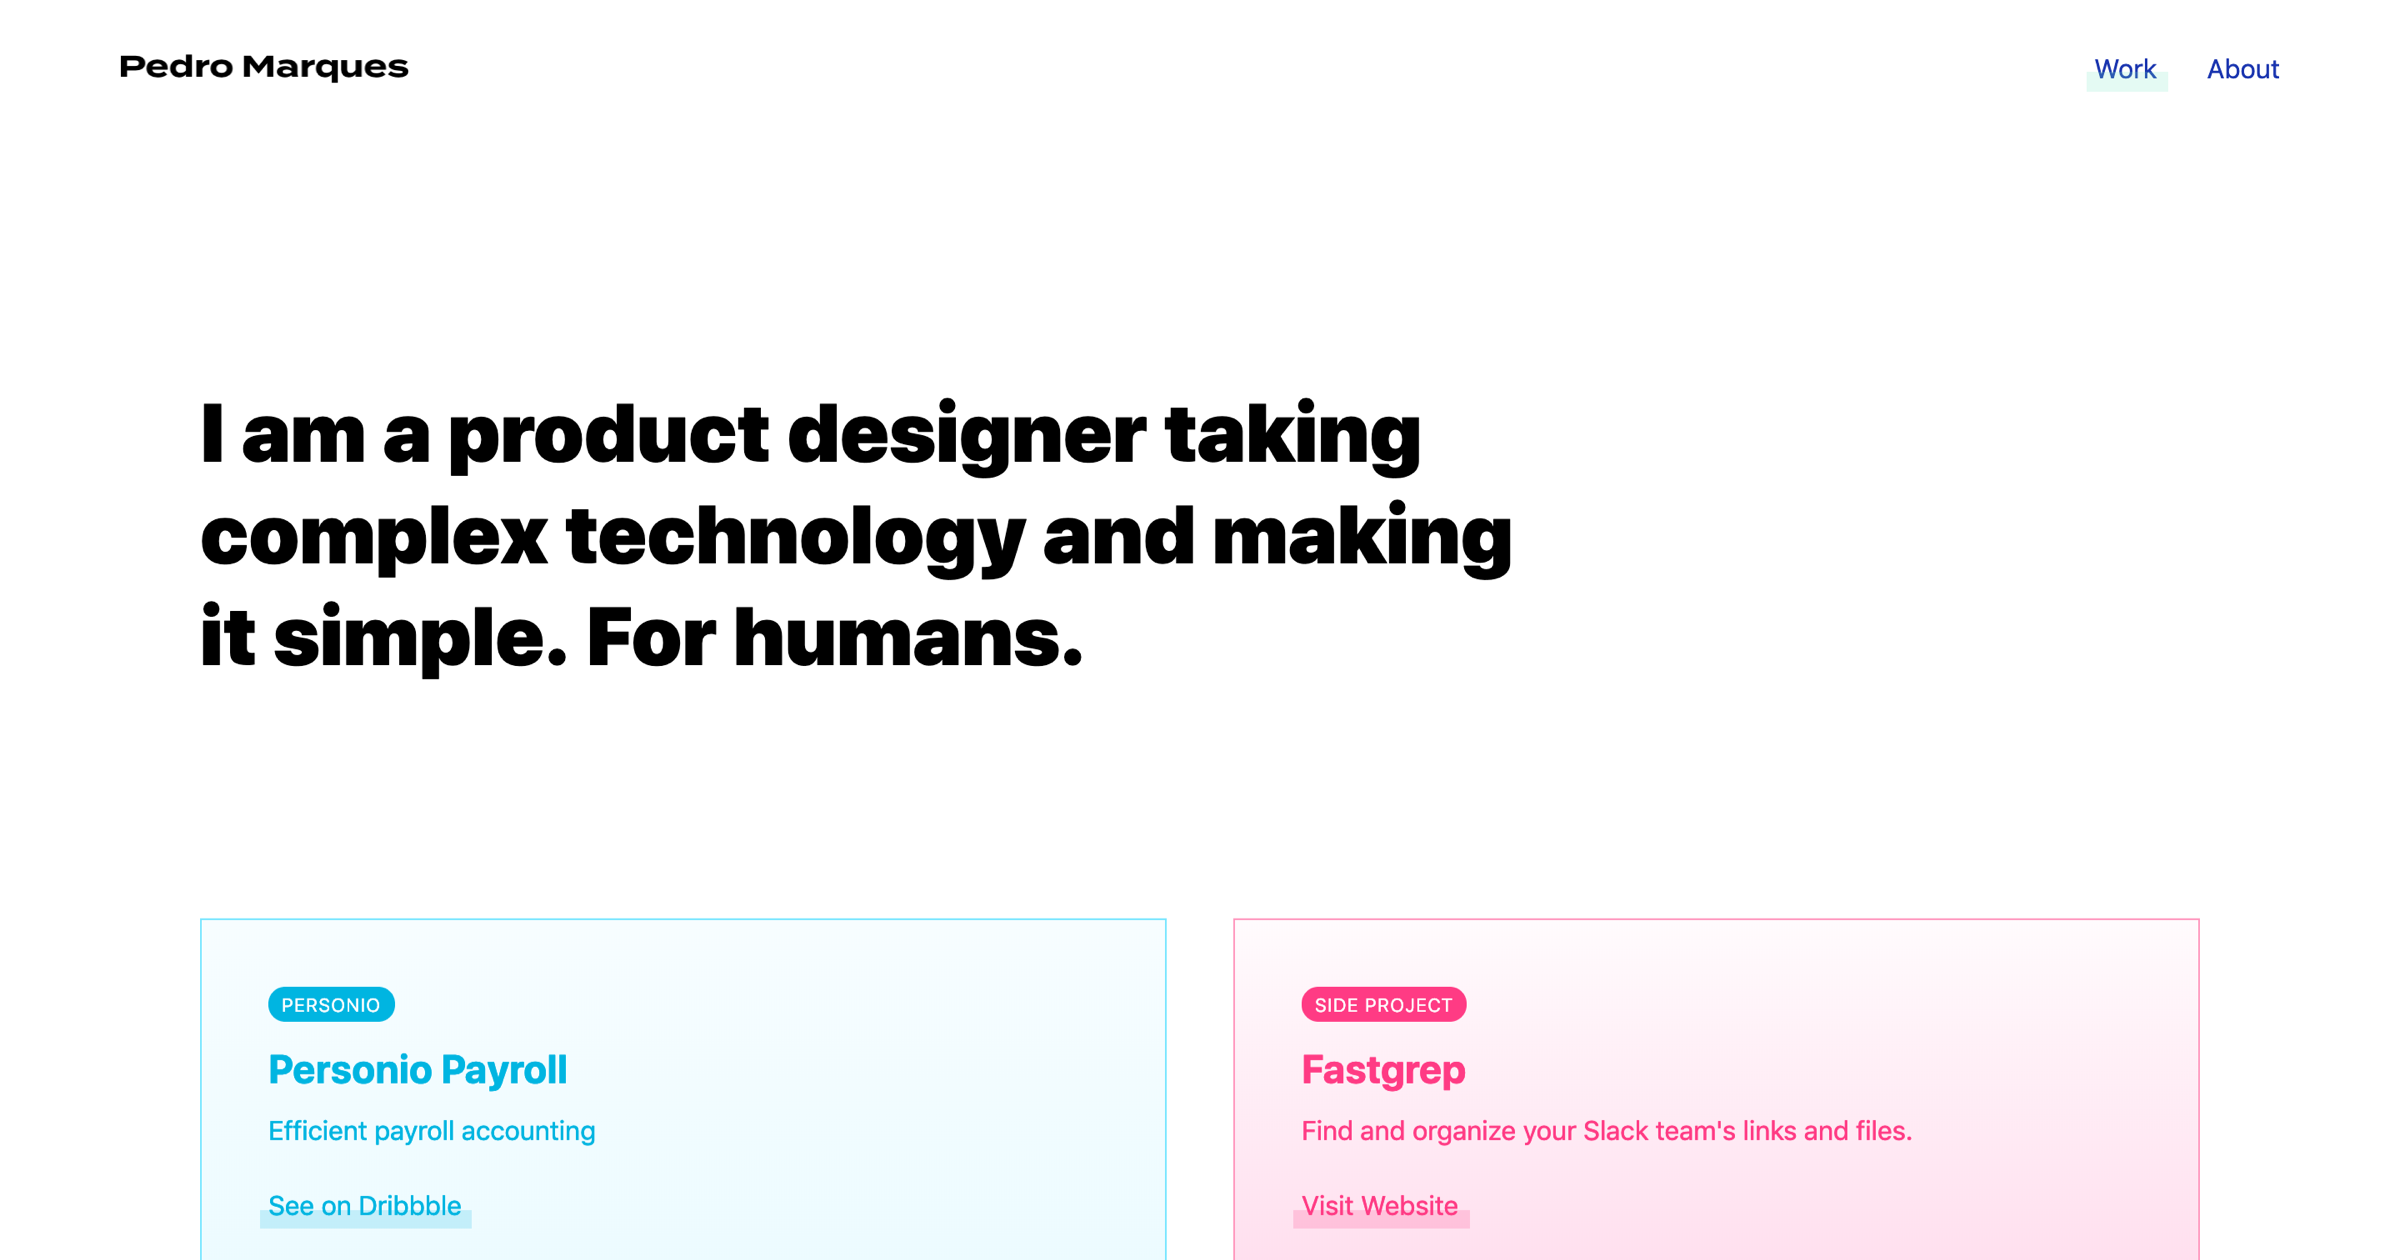 Pedro Marques
Work
About
I am a product designer taking
complex technology and making
it simple. For humans.
PERSONIO
Personio Payroll
Efficient payroll accounting
See on Dribbble
SIDE PROJECT
Fastgrep
Find and organize your Slack team's links and files.
Visit Website